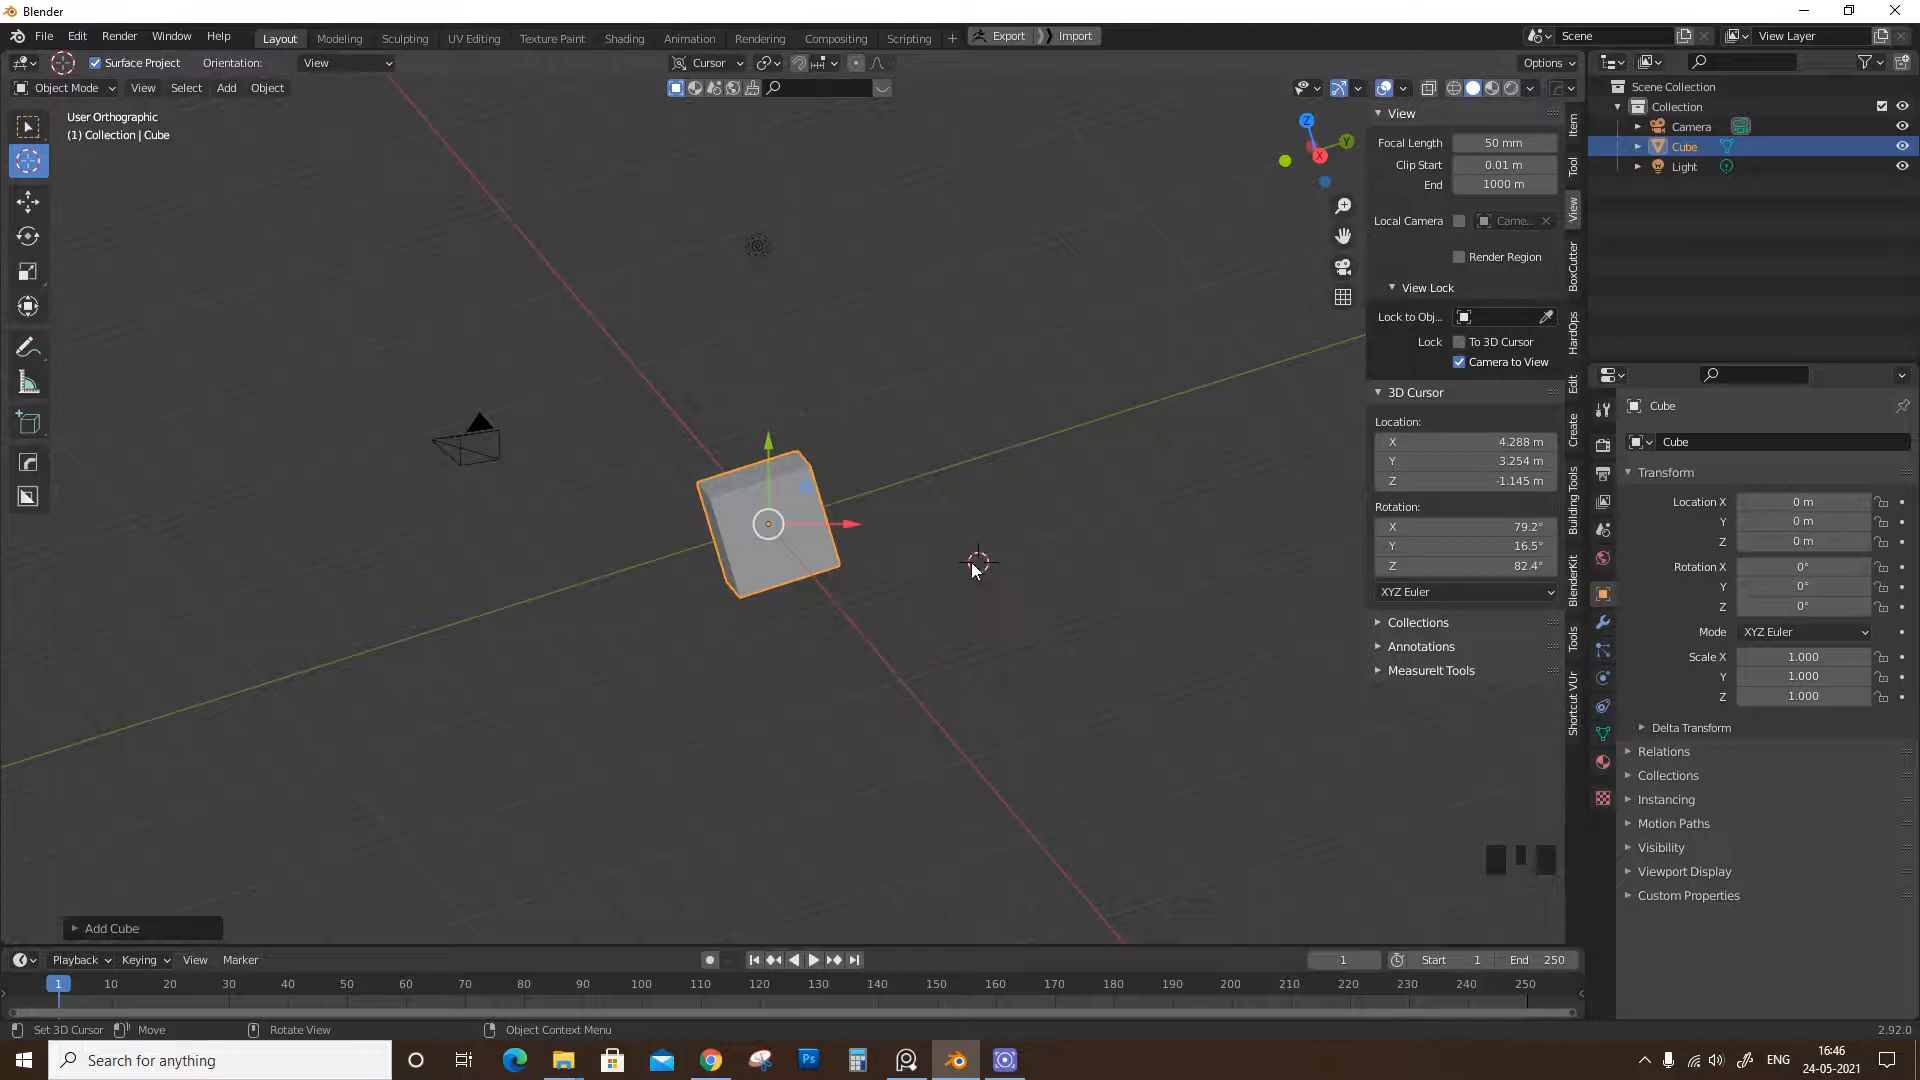 Blender
File Edit Render Window Help Layout Modeling Sculpting UV Editing Texture Paint Shading Animation Rendering Compositing Scripting + Export Import Scene View Layer
Surface Project Orientation: View Cursor Options
Object Mode View Select Add Object
User Orthographic
(1) Collection | Cube
Z
Y
X
View
Focal Length 50 mm
Clip Start 0.01 m
End 1000 m
Local Camera Came...
Render Region
View Lock
Lock to Obj...
Lock To 3D Cursor
Camera to View
3D Cursor
Location:
X 4.288 m
Y 3.254 m
Z -1.145 m
Rotation:
X 79.2°
Y 16.5°
Z 82.4°
XYZ Euler
Collections
Annotations
MeasureIt Tools
Item
Tool
View
BoxCutter
HardOps
Edit
Create
Building Tools
BlenderKit
Tools
Shortcut VUr
Scene Collection
Collection
Camera
Cube
Light
Cube
Cube
Transform
Location X 0 m
Y 0 m
Z 0 m
Rotation X 0°
Y 0°
Z 0°
Mode XYZ Euler
Scale X 1.000
Y 1.000
Z 1.000
Delta Transform
Relations
Collections
Instancing
Motion Paths
Visibility
Viewport Display
Custom Properties
Add Cube
Playback Keying View Marker 1 Start 1 End 250
1 10 20 30 40 50 60 70 80 90 100 110 120 130 140 150 160 170 180 190 200 210 220 230 240 250
Set 3D Cursor Move Rotate View Object Context Menu 2.92.0
Search for anything Ps ENG 16:46
24-05-2021